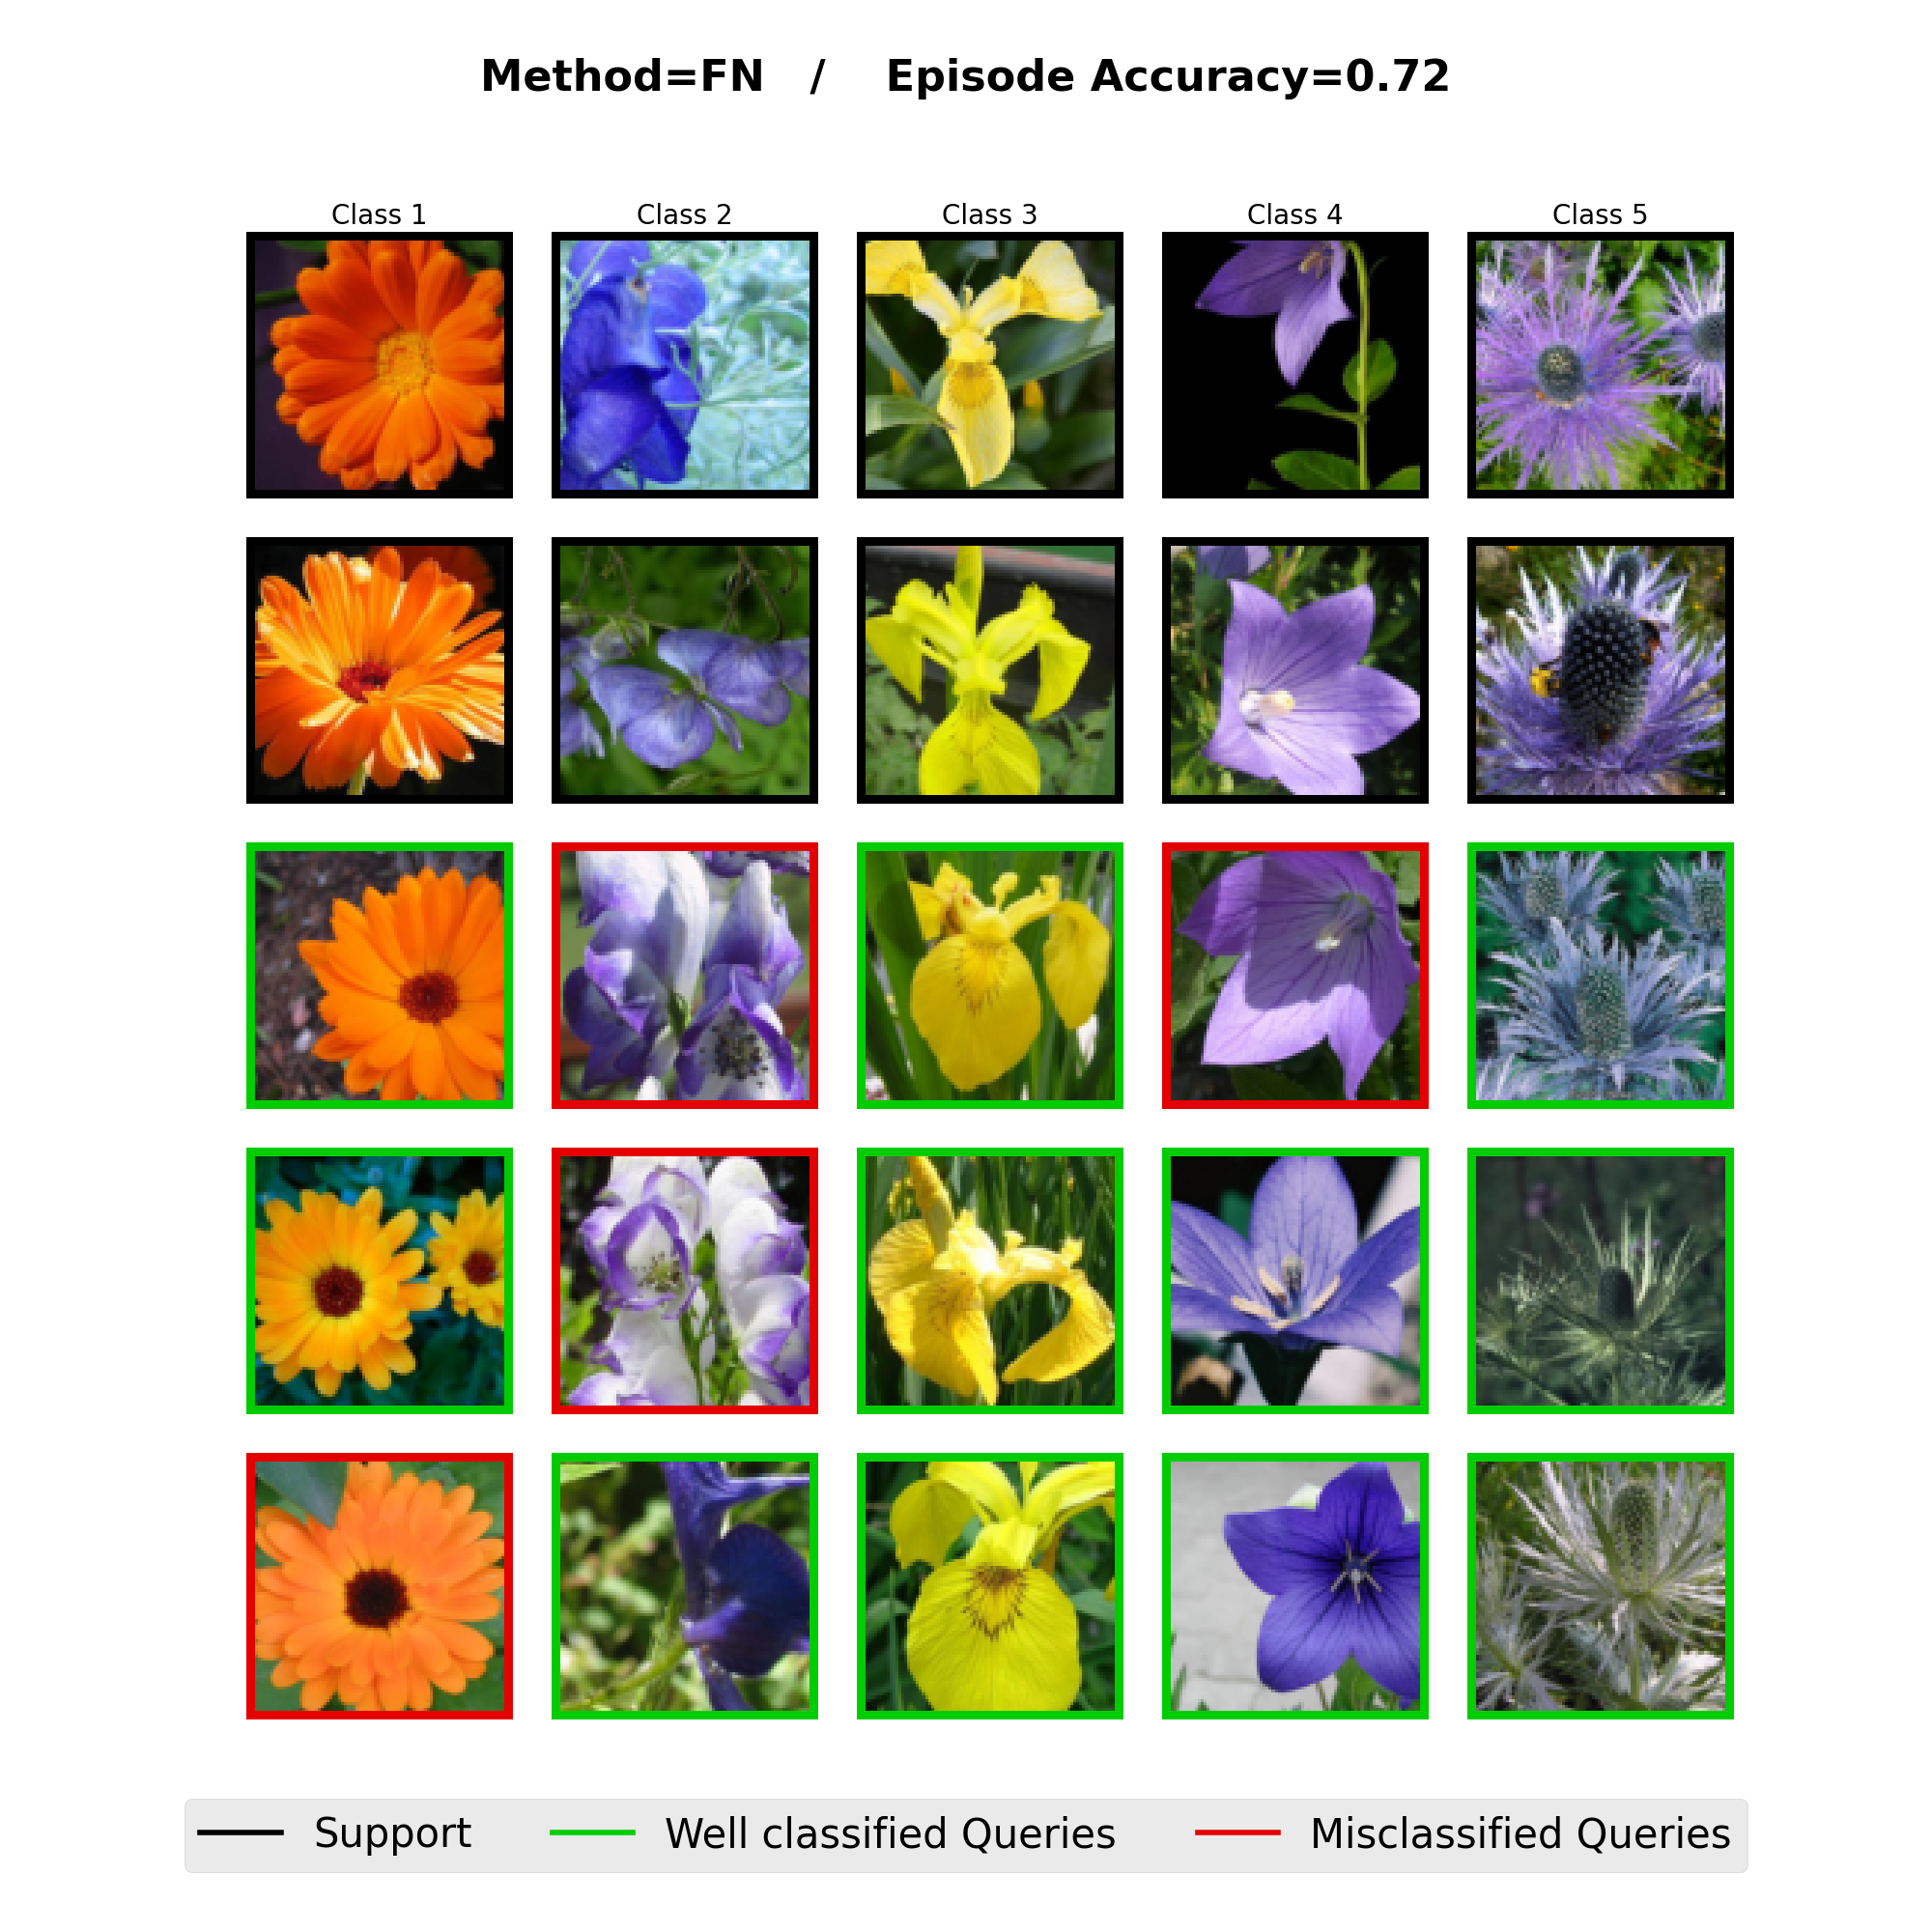 Method=FN / Episode Accuracy=0.72
Class 1 Class 2 Class 3 Class 4 Class 5
Support Well classified Queries Misclassified Queries